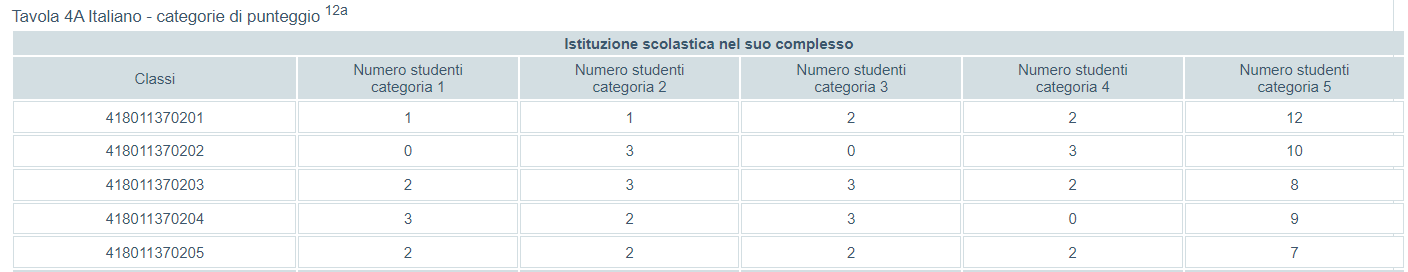 Tavola 4A Italiano - categorie di punteggio 12a
Istituzione scolastica nel suo complesso
Classi Numero studenti categoria 1 Numero studenti categoria 2 Numero studenti categoria 3 Numero studenti categoria 4 Numero studenti categoria 5
418011370201 1 1 2 2 12
418011370202 0 3 0 3 10
418011370203 2 3 3 2 8
418011370204 3 2 3 0 9
418011370205 2 2 2 2 7